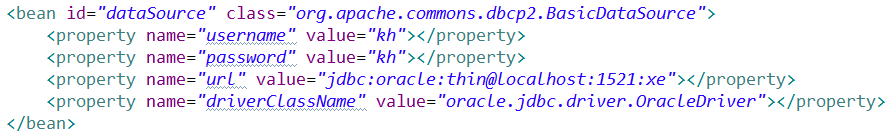 <bean id="dataSource" class="org.apache.commons.dbcp2.BasicDataSource">
<property name="username" value="kh"></property>
<property name="password" value="kh"></property>
<property name="url" value="jdbc:oracle:thin@localhost:1521:xe"></property>
<property name="driverClassName" value="oracle.jdbc.driver.OracleDriver"></property>
</bean>